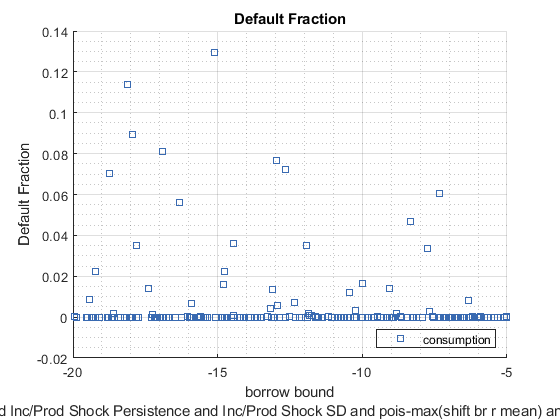 Default Fraction
0.14
0.12
0.1
0.08
0.06
0.04
0.02
0
-0.02
Default Fraction
consumption
-20 -15 -10 -5
borrow bound
d Inc/Prod Shock Persistence and Inc/Prod Shock SD and pois-max(shift br r mean) ar